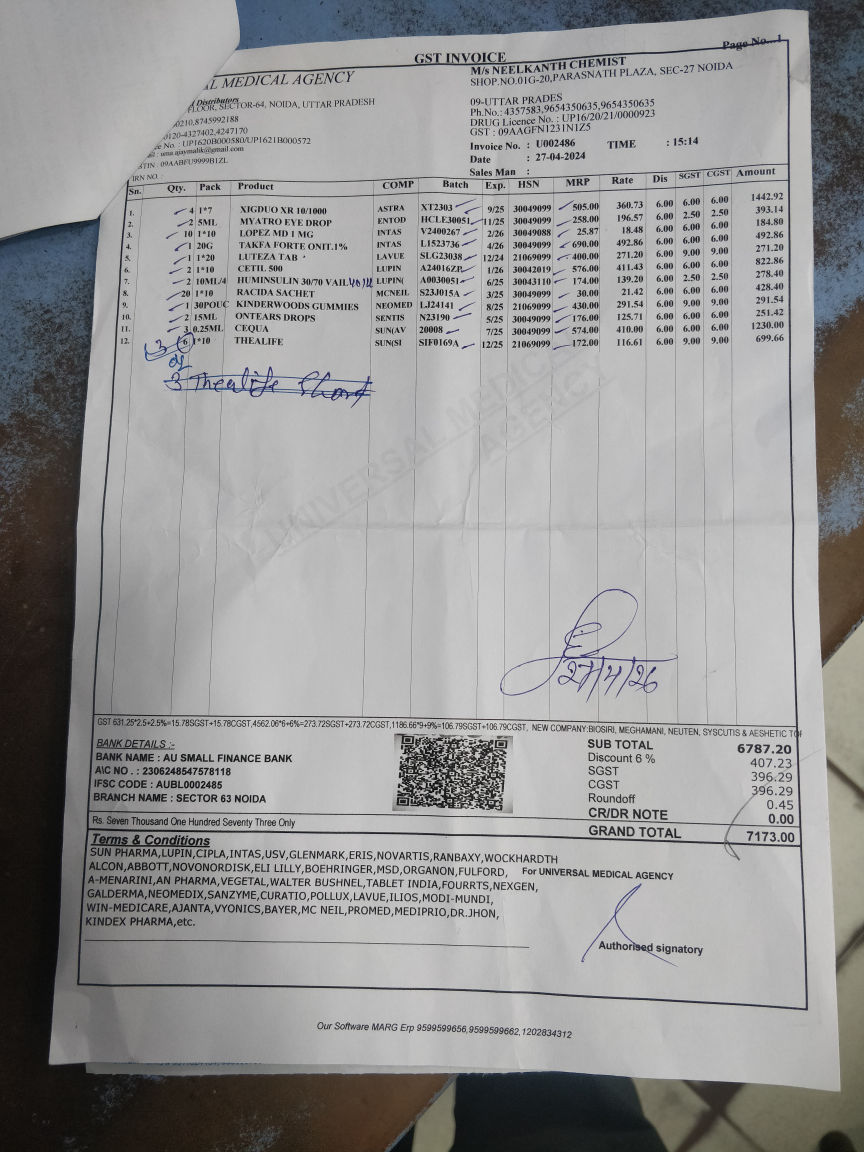 GST INVOICE
Page No...1
AL MEDICAL AGENCY
Distributors
FLOOR, SECTOR-64, NOIDA, UTTAR PRADESH
0210,8745992188
0120-4327402,4247170
No. : UP1620B000580/UP1621B000572
uma.ajaymalik@gmail.com
GSTIN : 09AABFU9999B1ZL
IRN NO. :
M/s NEELKANTH CHEMIST
SHOP.NO.01G-20,PARASNATH PLAZA, SEC-27 NOIDA
09-UTTAR PRADES
Ph.No.: 4357583,9654350635,9654350635
DRUG Licence No.: UP16/20/21/0000923
GST : 09AAGFN1231N1Z5
Invoice No. : U002486 TIME : 15:14
Date : 27-04-2024
Sales Man :
Sn. Qty. Pack Product COMP Batch Exp. HSN MRP Rate Dis SGST CGST Amount
1. 4 1*7 XIGDUO XR 10/1000 ASTRA XT2303 9/25 30049099 505.00 360.73 6.00 6.00 6.00 1442.92
2. 2 5ML MYATRO EYE DROP ENTOD HCLE30051 11/25 30049099 258.00 196.57 6.00 2.50 2.50 393.14
3. 10 1*10 LOPEZ MD 1 MG INTAS V2400267 2/26 30049088 25.87 18.48 6.00 6.00 6.00 184.80
4. 1 20G TAKFA FORTE ONIT.1% INTAS L1523736 4/26 30049099 690.00 492.86 6.00 6.00 6.00 492.86
5. 1 1*20 LUTEZA TAB LAVUE SLG23038 12/24 21069099 400.00 271.20 6.00 9.00 9.00 271.20
6. 2 1*10 CETIL 500 LUPIN A24016ZP 1/26 30042019 576.00 411.43 6.00 6.00 6.00 822.86
7. 2 10ML/4 HUMINSULIN 30/70 VAIL 40IU LUPIN( A0030051 6/25 30043110 174.00 139.20 6.00 2.50 2.50 278.40
8. 20 1*10 RACIDA SACHET MCNEIL S23J015A 3/25 30049099 30.00 21.42 6.00 6.00 6.00 428.40
9. 1 30POUC KINDERWOODS GUMMIES NEOMED LJ24141 8/25 21069099 430.00 291.54 6.00 9.00 9.00 291.54
10. 2 15ML ONTEARS DROPS SENTIS N23190 5/25 30049099 176.00 125.71 6.00 6.00 6.00 251.42
11. 3 0.25ML CEQUA SUN(AV 20008 7/25 30049099 574.00 410.00 6.00 6.00 6.00 1230.00
12. 6 1*10 THEALIFE SUN(SI SIF0169A 12/25 21069099 172.00 116.61 6.00 9.00 9.00 699.66
3
3 Thealife Short
UNIVERSAL MEDICAL AGENCY
27/4/26
GST 631.25*2.5+2.5%=15.78SGST+15.78CGST,4562.06*6+6%=273.72SGST+273.72CGST,1186.66*9+9%=106.79SGST+106.79CGST, NEW COMPANY:BIOSIRI, MEGHAMANI, NEUTEN, SYSCUTIS & AESHETIC TOP
BANK DETAILS :-
BANK NAME : AU SMALL FINANCE BANK
A\C NO. : 2306248547578118
IFSC CODE : AUBL0002485
BRANCH NAME : SECTOR 63 NOIDA
SUB TOTAL 6787.20
Discount 6 % 407.23
SGST 396.29
CGST 396.29
Roundoff 0.45
CR/DR NOTE 0.00
GRAND TOTAL 7173.00
Rs. Seven Thousand One Hundred Seventy Three Only
Terms & Conditions
SUN PHARMA,LUPIN,CIPLA,INTAS,USV,GLENMARK,ERIS,NOVARTIS,RANBAXY,WOCKHARDTH
ALCON,ABBOTT,NOVONORDISK,ELI LILLY,BOEHRINGER,MSD,ORGANON,FULFORD,
A-MENARINI,AN PHARMA,VEGETAL,WALTER BUSHNEL,TABLET INDIA,FOURRTS,NEXGEN,
GALDERMA,NEOMEDIX,SANZYME,CURATIO,POLLUX,LAVUE,ILIOS,MODI-MUNDI,
WIN-MEDICARE,AJANTA,VYONICS,BAYER,MC NEIL,PROMED,MEDIPRIO,DR.JHON,
KINDEX PHARMA,etc.
For UNIVERSAL MEDICAL AGENCY
Authorised signatory
Our Software MARG Erp 9599599656,9599599662,1202834312